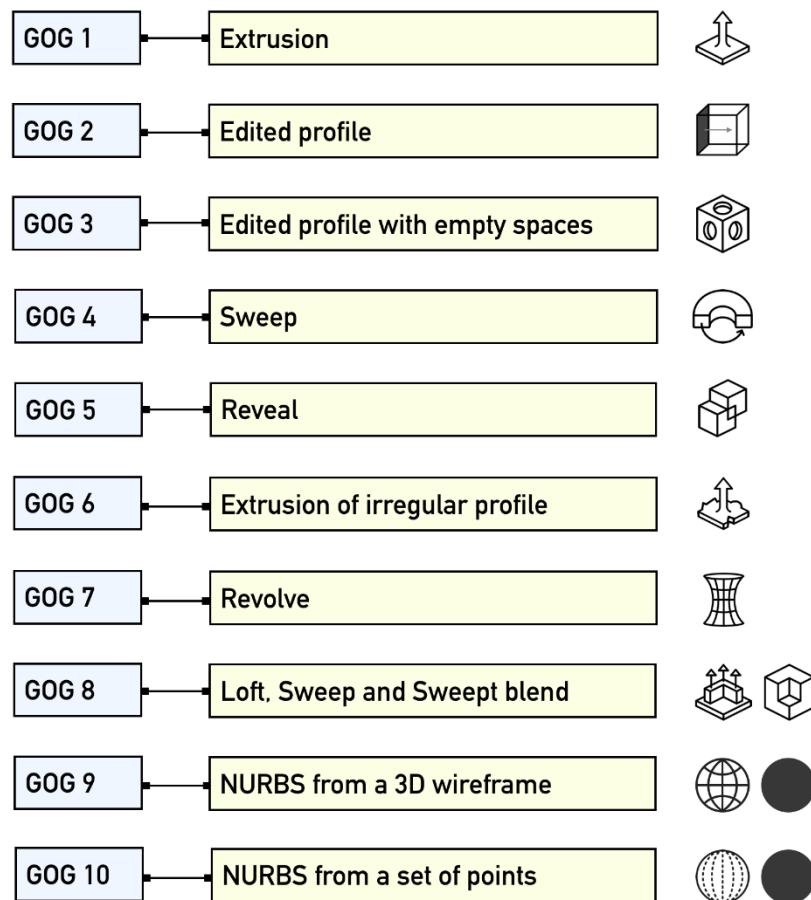 GOG 1 Extrusion
GOG 2 Edited profile
GOG 3 Edited profile with empty spaces
GOG 4 Sweep
GOG 5 Reveal
GOG 6 Extrusion of irregular profile
GOG 7 Revolve
GOG 8 Loft, Sweep and Swept blend
GOG 9 NURBS from a 3D wireframe
GOG 10 NURBS from a set of points